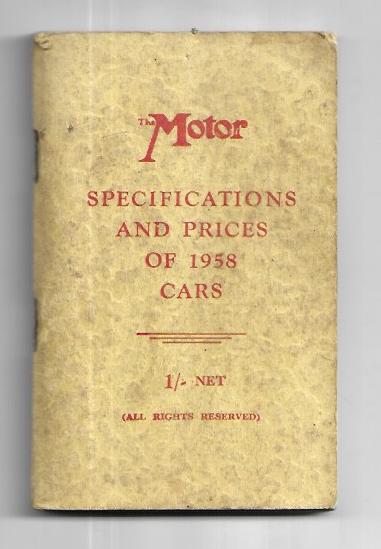 The Motor
SPECIFICATIONS
AND PRICES
OF 1958
CARS
1/- NET
(ALL RIGHTS RESERVED)